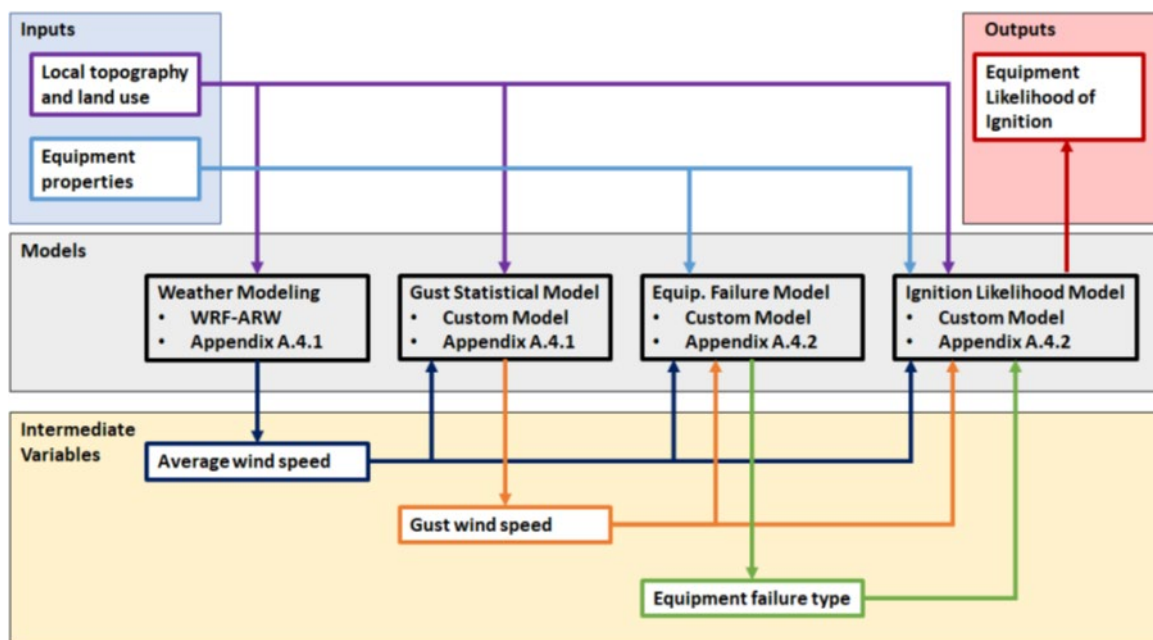 Inputs
Local topography
and land use
Equipment
properties
Outputs
Equipment
Likelihood of
Ignition
Models
Weather Modeling
• WRF-ARW
• Appendix A.4.1
Gust Statistical Model
• Custom Model
• Appendix A.4.1
Equip. Failure Model
• Custom Model
• Appendix A.4.2
Ignition Likelihood Model
• Custom Model
• Appendix A.4.2
Intermediate
Variables
Average wind speed
Gust wind speed
Equipment failure type